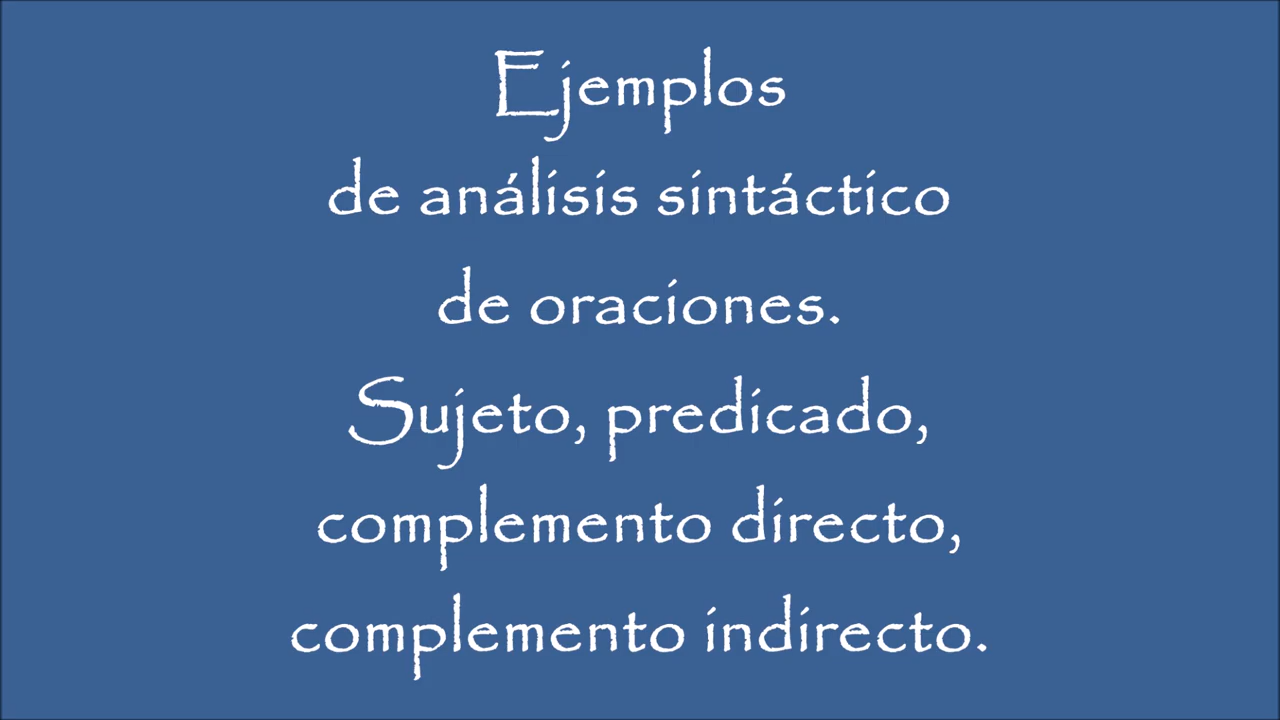 Ejemplos
de análisis sintáctico
de oraciones.
Sujeto, predicado,
complemento directo,
complemento indirecto.